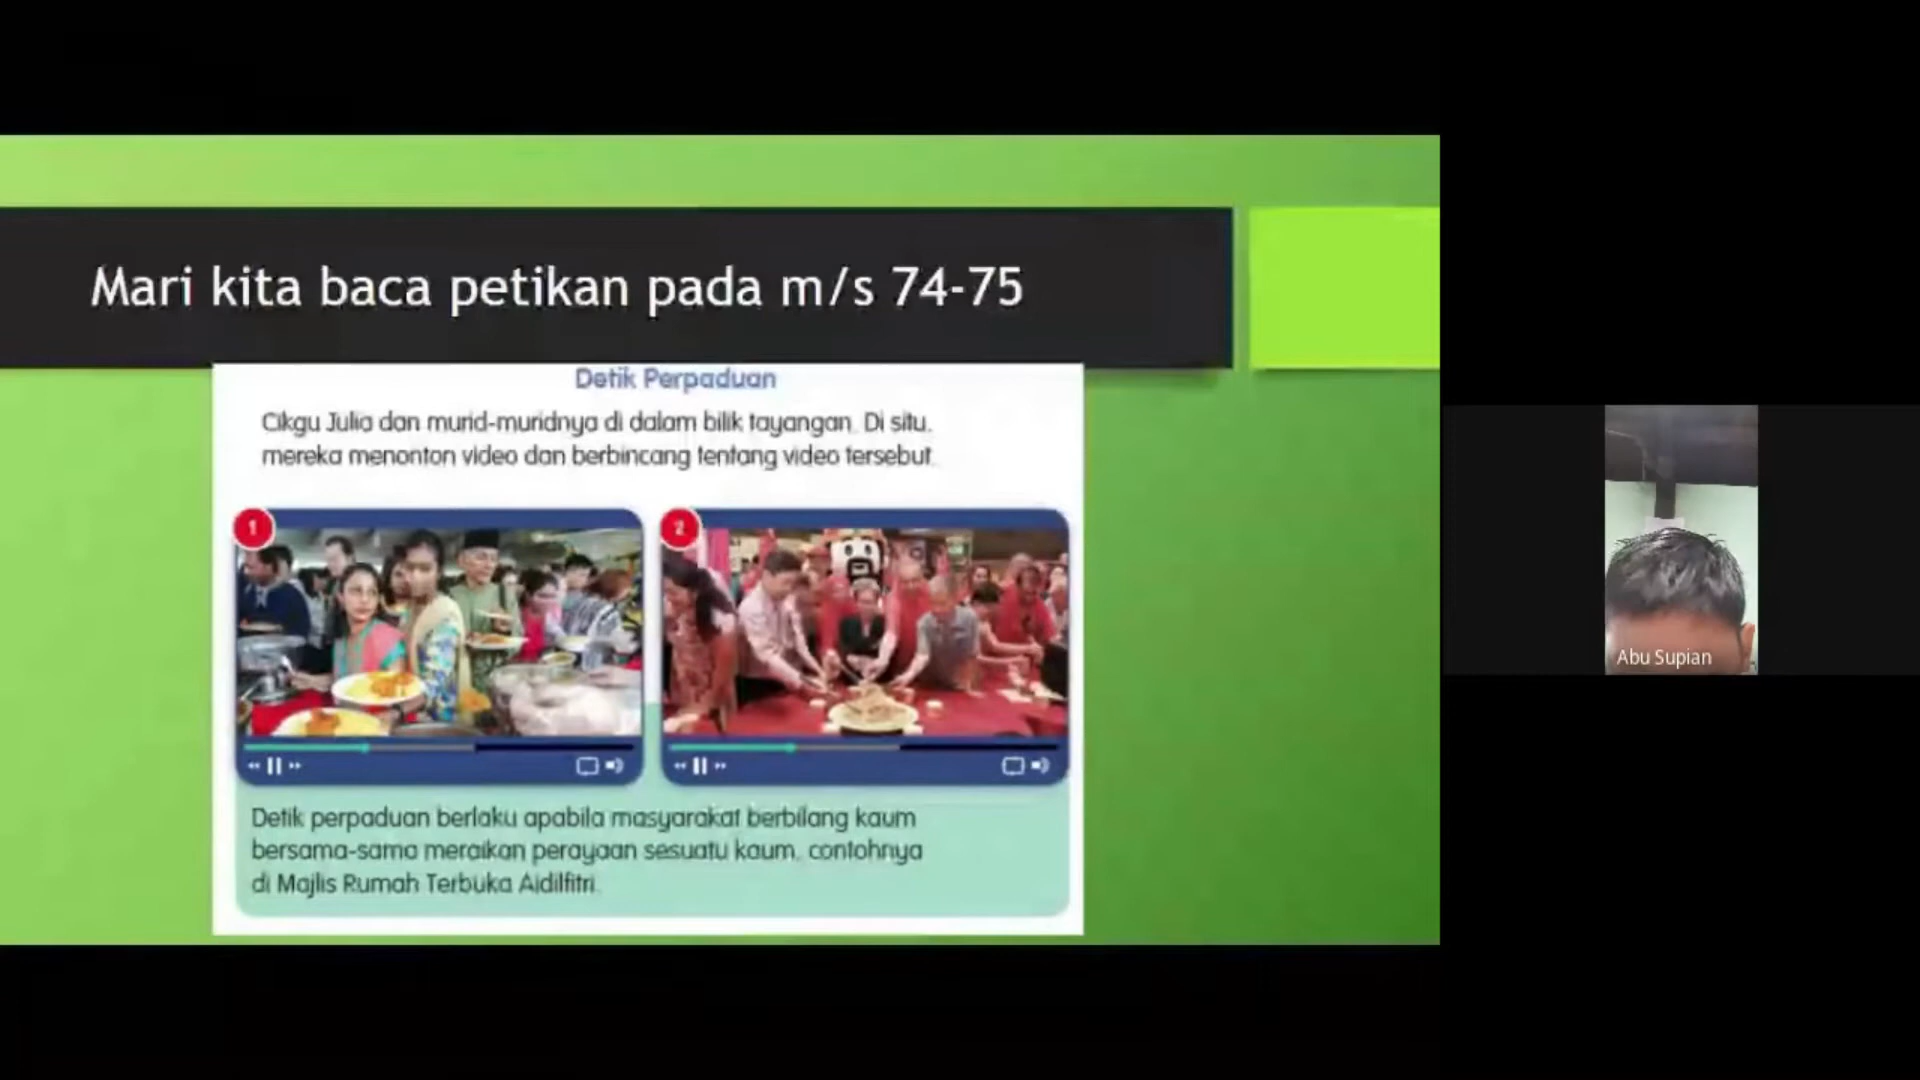 Mari kita baca petikan pada m/s 74-75
Detik Perpaduan
Cikgu Julia dan murid-muridnya di dalam bilik tayangan. Di situ,
mereka menonton video dan berbincang tentang video tersebut.
1
2
Detik perpaduan berlaku apabila masyarakat berbilang kaum
bersama-sama meraikan perayaan sesuatu kaum, contohnya
di Majlis Rumah Terbuka Aidilfitri.
Abu Supian